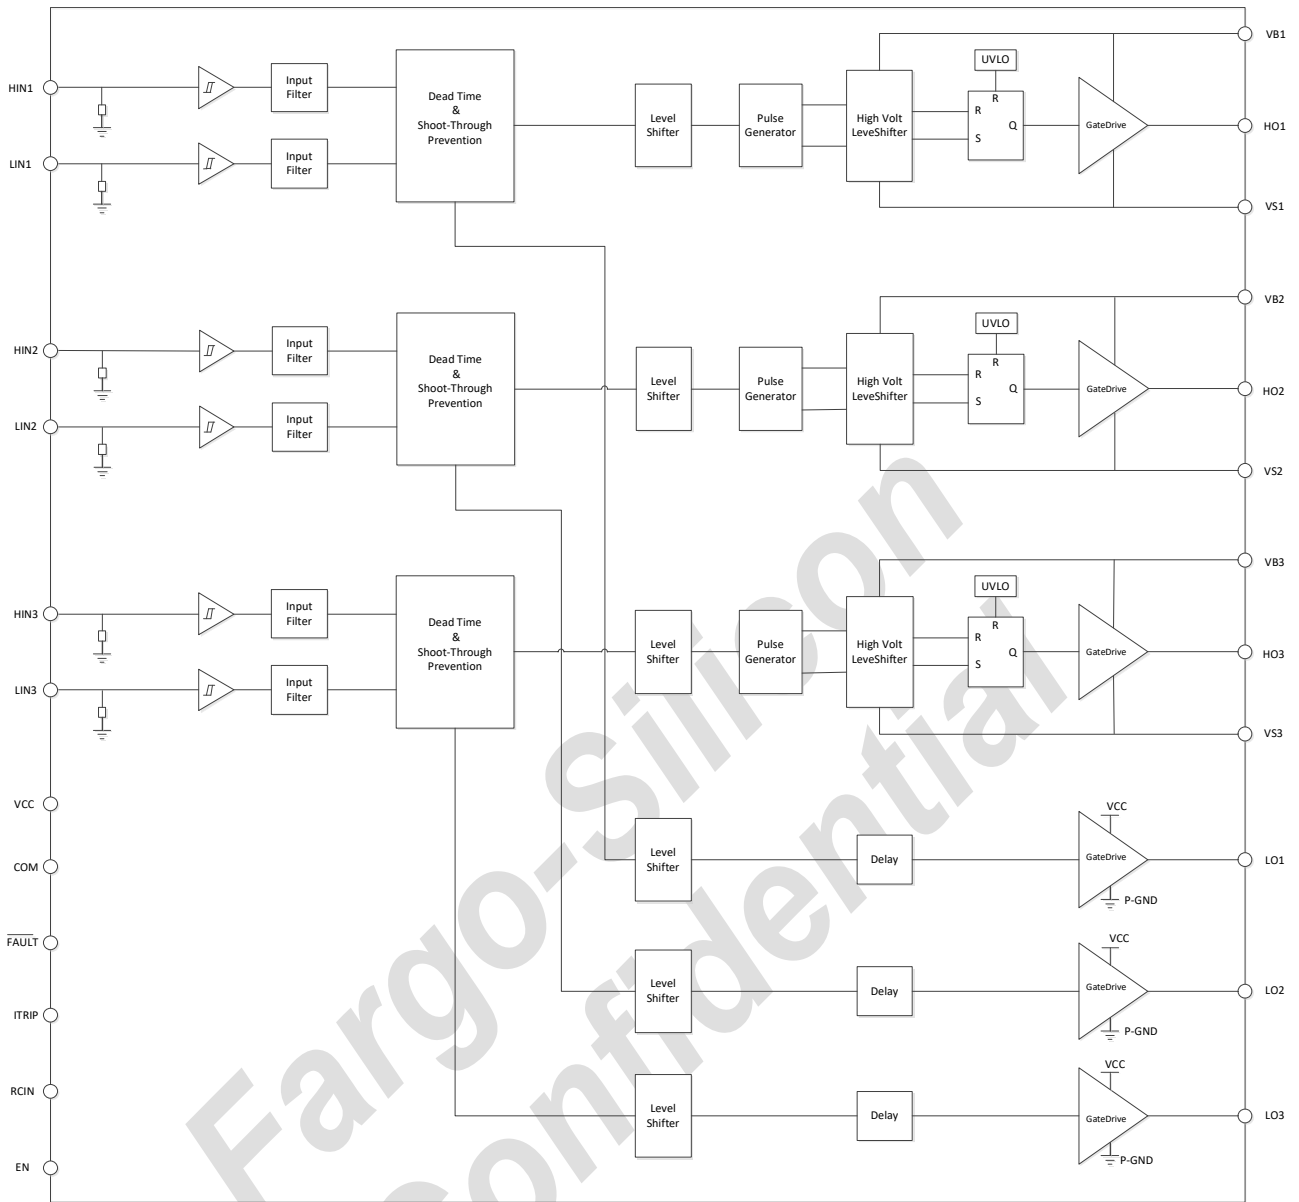 VB1
UVLO
HIN1
Input
Filter
Dead Time
&
Shoot-Through
Prevention
Level
Shifter
Pulse
Generator
High Volt
LeveShifter
R
R
S
Q
GateDrive
HO1
LIN1
Input
Filter
VS1
VB2
UVLO
HIN2
Input
Filter
Dead Time
&
Shoot-Through
Prevention
Level
Shifter
Pulse
Generator
High Volt
LeveShifter
R
R
S
Q
GateDrive
HO2
LIN2
Input
Filter
VS2
VB3
UVLO
HIN3
Input
Filter
Dead Time
&
Shoot-Through
Prevention
Level
Shifter
Pulse
Generator
High Volt
LeveShifter
R
R
S
Q
GateDrive
HO3
LIN3
Input
Filter
VS3
VCC
COM
FAULT
ITRIP
RCIN
EN
Level
Shifter
Delay
VCC
GateDrive
P-GND
LO1
Level
Shifter
Delay
VCC
GateDrive
P-GND
LO2
Level
Shifter
Delay
VCC
GateDrive
P-GND
LO3
Fargo-Silicon
Confidential